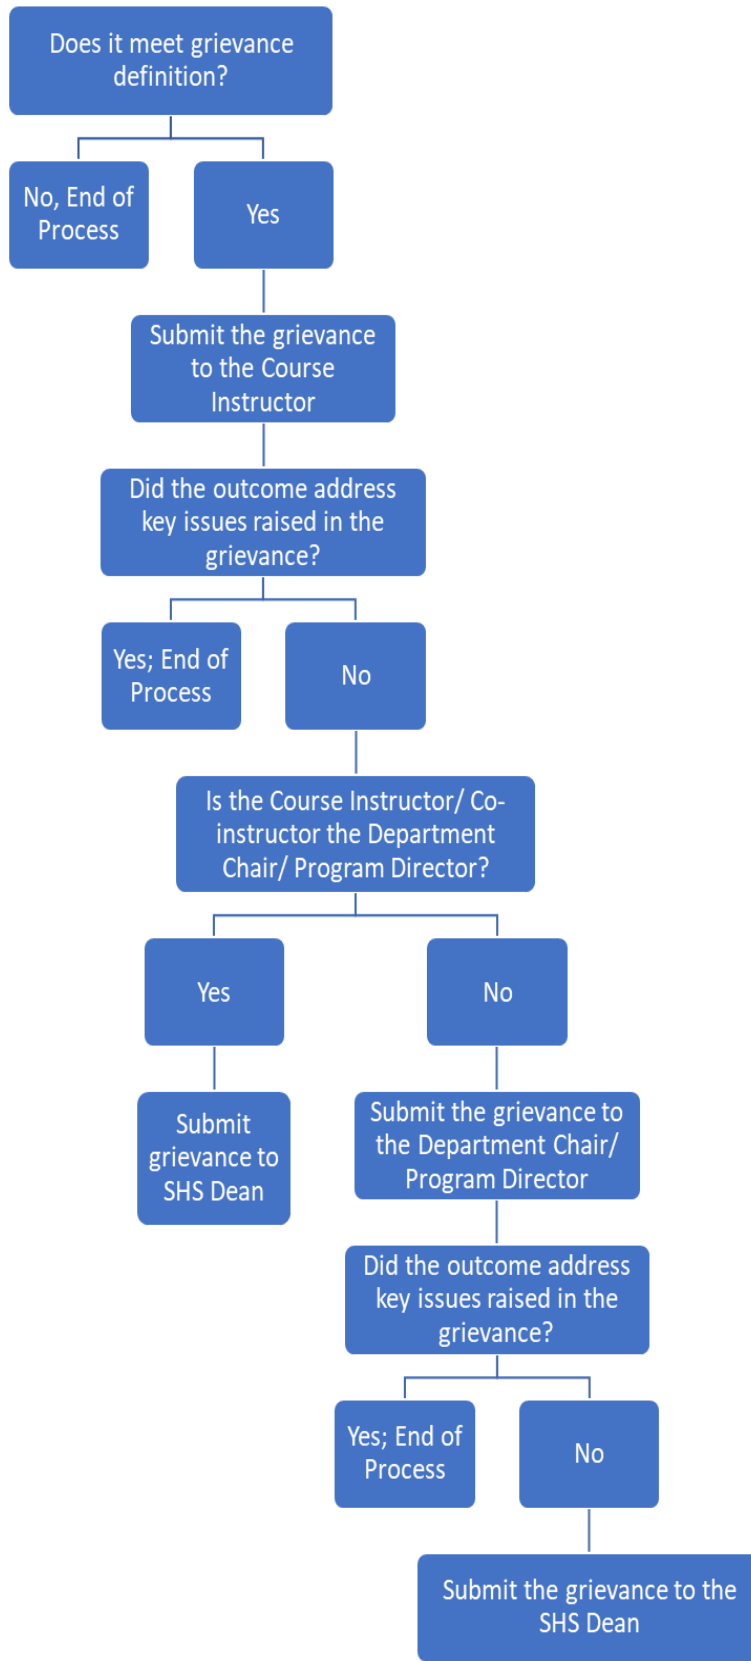 Does it meet grievance
definition?
No, End of
Process
Yes
Submit the grievance
to the Course
Instructor
Did the outcome address
key issues raised in the
grievance?
Yes; End of
Process
No
Is the Course Instructor/ Co-
instructor the Department
Chair/ Program Director?
Yes
No
Submit
grievance to
SHS Dean
Submit the grievance to
the Department Chair/
Program Director
Did the outcome address
key issues raised in the
grievance?
Yes; End of
Process
No
Submit the grievance to the
SHS Dean